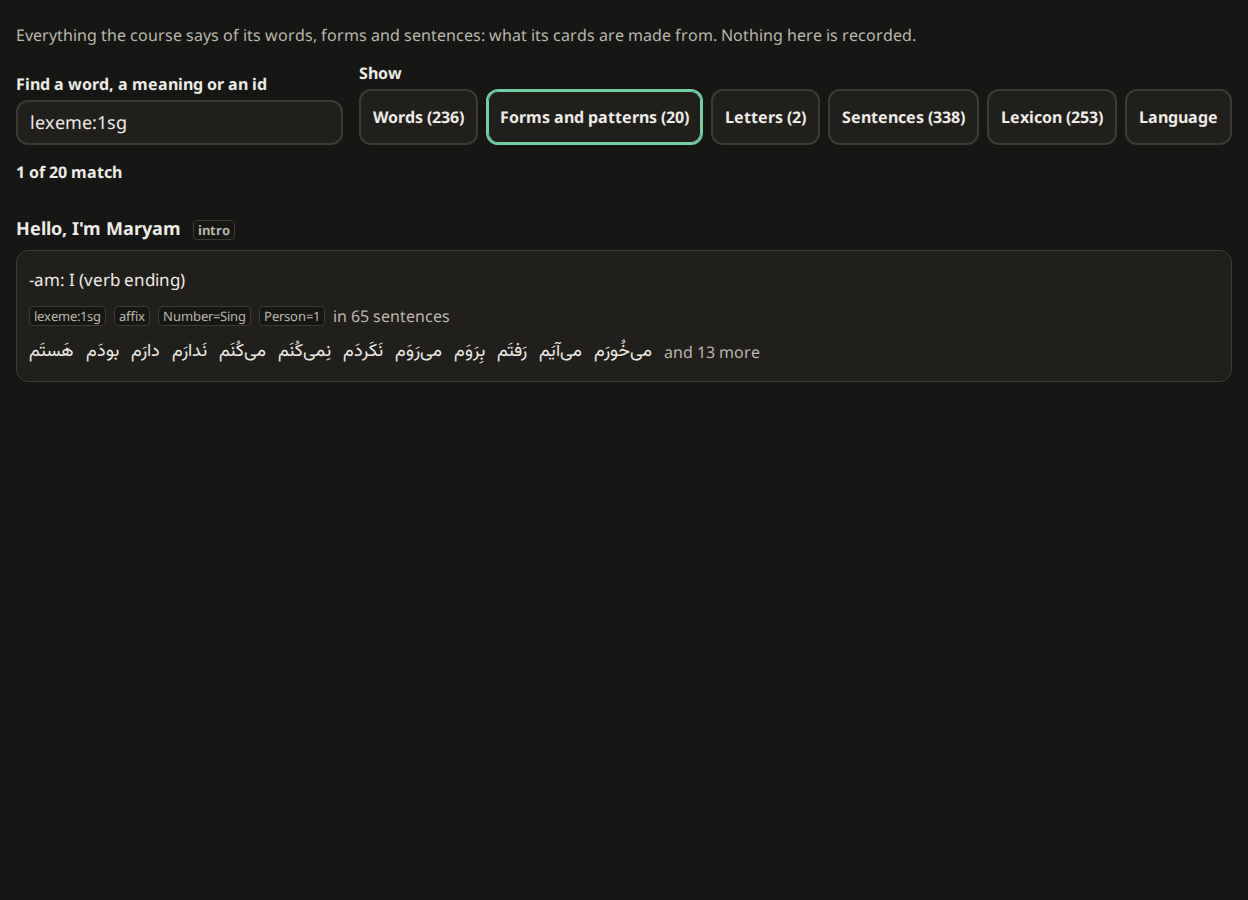 Everything the course says of its words, forms and sentences: what its cards are made from. Nothing here is recorded.
Find a word, a meaning or an id
lexeme:1sg
Show
Words (236)
Forms and patterns (20)
Letters (2)
Sentences (338)
Lexicon (253)
Language
1 of 20 match
Hello, I'm Maryam intro
-am: I (verb ending)
lexeme:1sg affix Number=Sing Person=1 in 65 sentences
هَستَم بودَم دارَم نَدارَم می‌کُنَم نِمی‌کُنَم نَکَردَم می‌رَوَم بِرَوَم رَفتَم می‌آیَم می‌خُورَم and 13 more